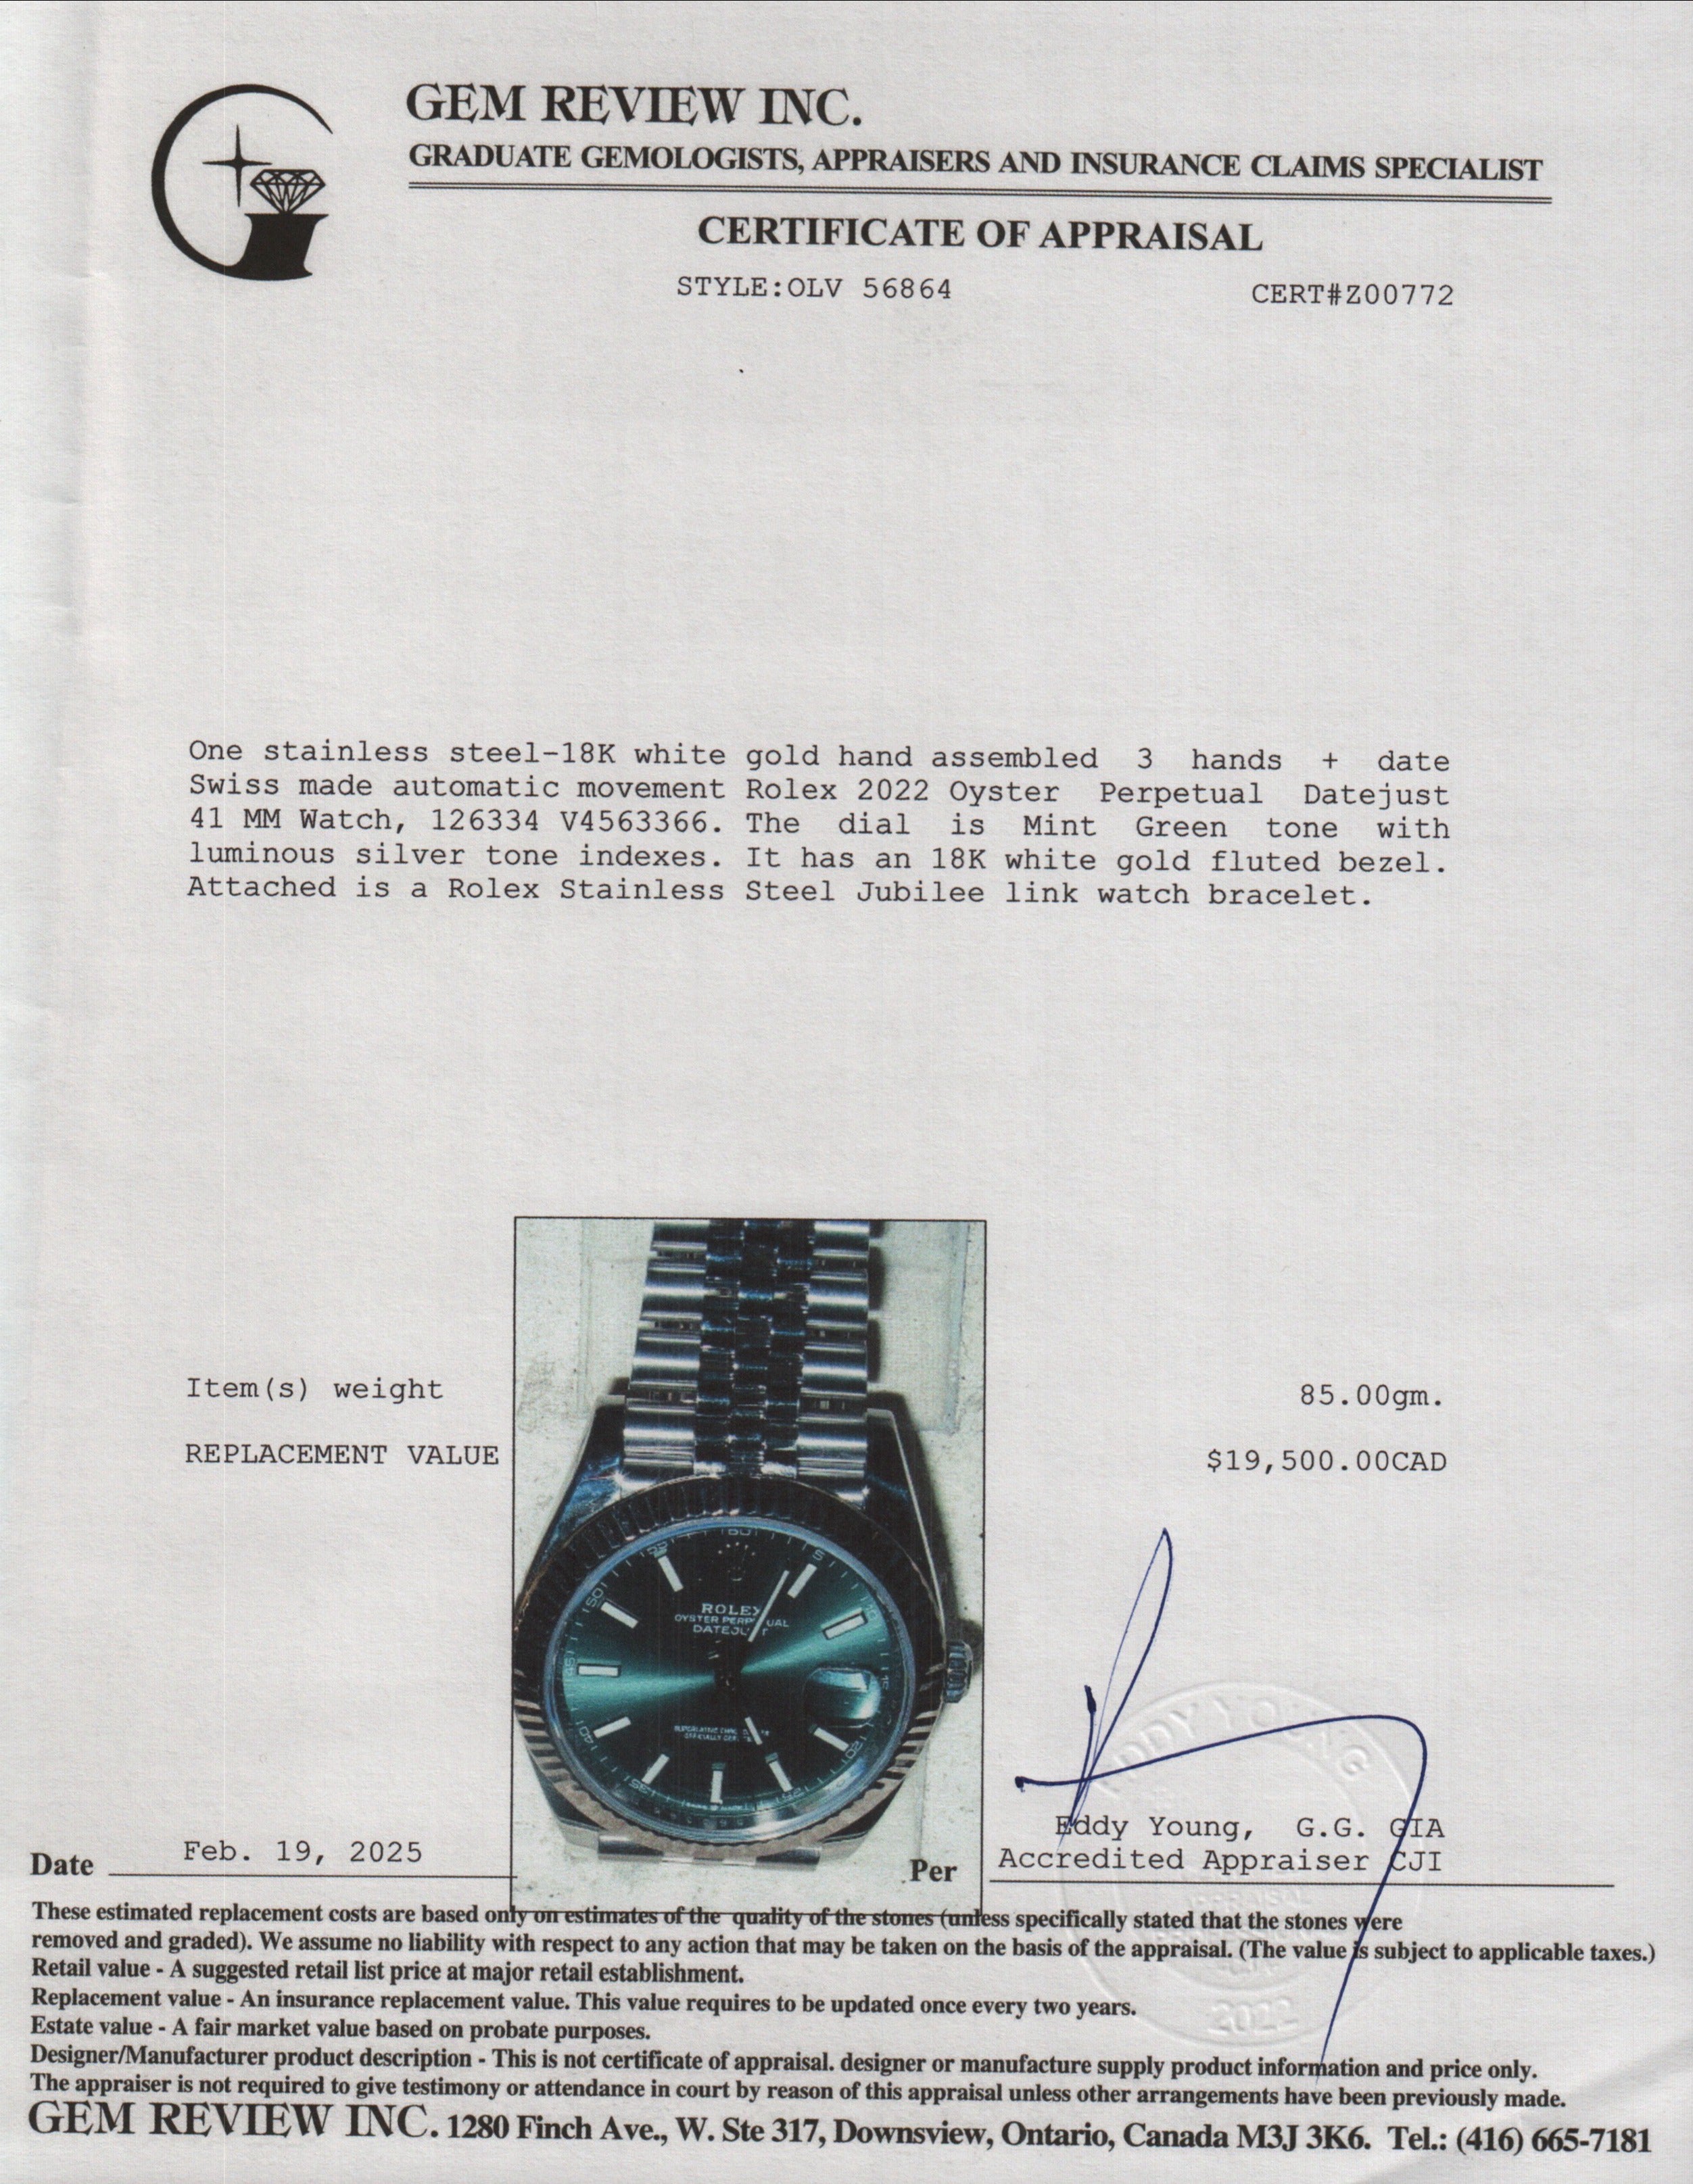 GEM REVIEW INC.
GRADUATE GEMOLOGISTS, APPRAISERS AND INSURANCE CLAIMS SPECIALIST
CERTIFICATE OF APPRAISAL
STYLE:OLV 56864 CERT#Z00772
One stainless steel-18K white gold hand assembled 3 hands + date
Swiss made automatic movement Rolex 2022 Oyster Perpetual Datejust
41 MM Watch, 126334 V4563366. The dial is Mint Green tone with
luminous silver tone indexes. It has an 18K white gold fluted bezel.
Attached is a Rolex Stainless Steel Jubilee link watch bracelet.
Item(s) weight 85.00gm.
REPLACEMENT VALUE $19,500.00CAD
60
5
50
ROLEX
OYSTER PERPETUAL
DATEJUST
45
40
20
35
EDDY YOUNG
Eddy Young, G.G. GIA
Date Feb. 19, 2025 Per Accredited Appraiser CJI
APPRAISAL
2022
These estimated replacement costs are based only on estimates of the quality of the stones (unless specifically stated that the stones were
removed and graded). We assume no liability with respect to any action that may be taken on the basis of the appraisal. (The value is subject to applicable taxes.)
Retail value - A suggested retail list price at major retail establishment.
Replacement value - An insurance replacement value. This value requires to be updated once every two years.
Estate value - A fair market value based on probate purposes.
Designer/Manufacturer product description - This is not certificate of appraisal. designer or manufacture supply product information and price only.
The appraiser is not required to give testimony or attendance in court by reason of this appraisal unless other arrangements have been previously made.
GEM REVIEW INC. 1280 Finch Ave., W. Ste 317, Downsview, Ontario, Canada M3J 3K6. Tel.: (416) 665-7181